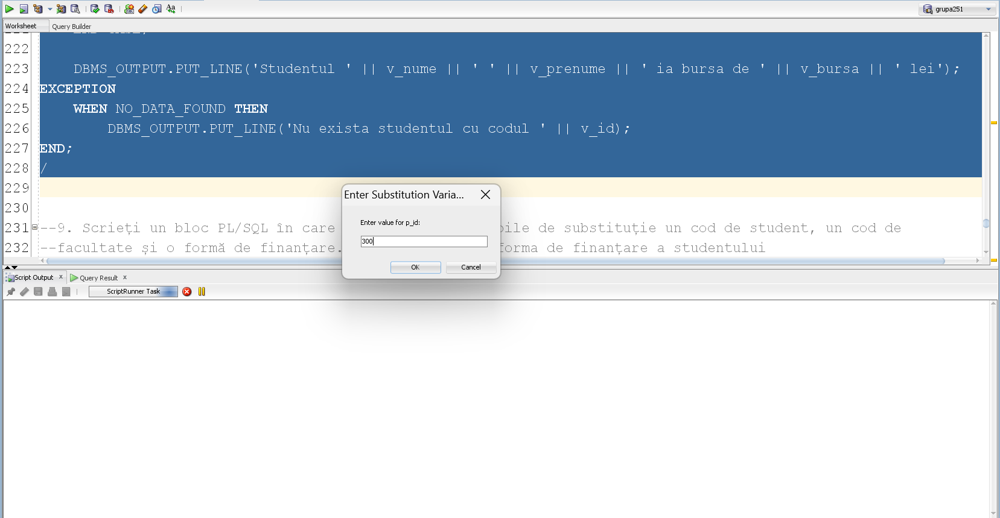 grupa251
Worksheet Query Builder
222
223 DBMS_OUTPUT.PUT_LINE('Studentul ' || v_nume || ' ' || v_prenume || ' ia bursa de ' || v_bursa || ' lei');
224 EXCEPTION
225 WHEN NO_DATA_FOUND THEN
226 DBMS_OUTPUT.PUT_LINE('Nu exista studentul cu codul ' || v_id);
227 END;
228 /
229
230
231 --9. Scrieți un bloc PL/SQL în care bile de substituție un cod de student, un cod de
232 --facultate și o formă de finanțare. forma de finanțare a studentului
Enter Substitution Varia...
Enter value for p_id:
300
OK Cancel
Script Output x Query Result x
ScriptRunner Task